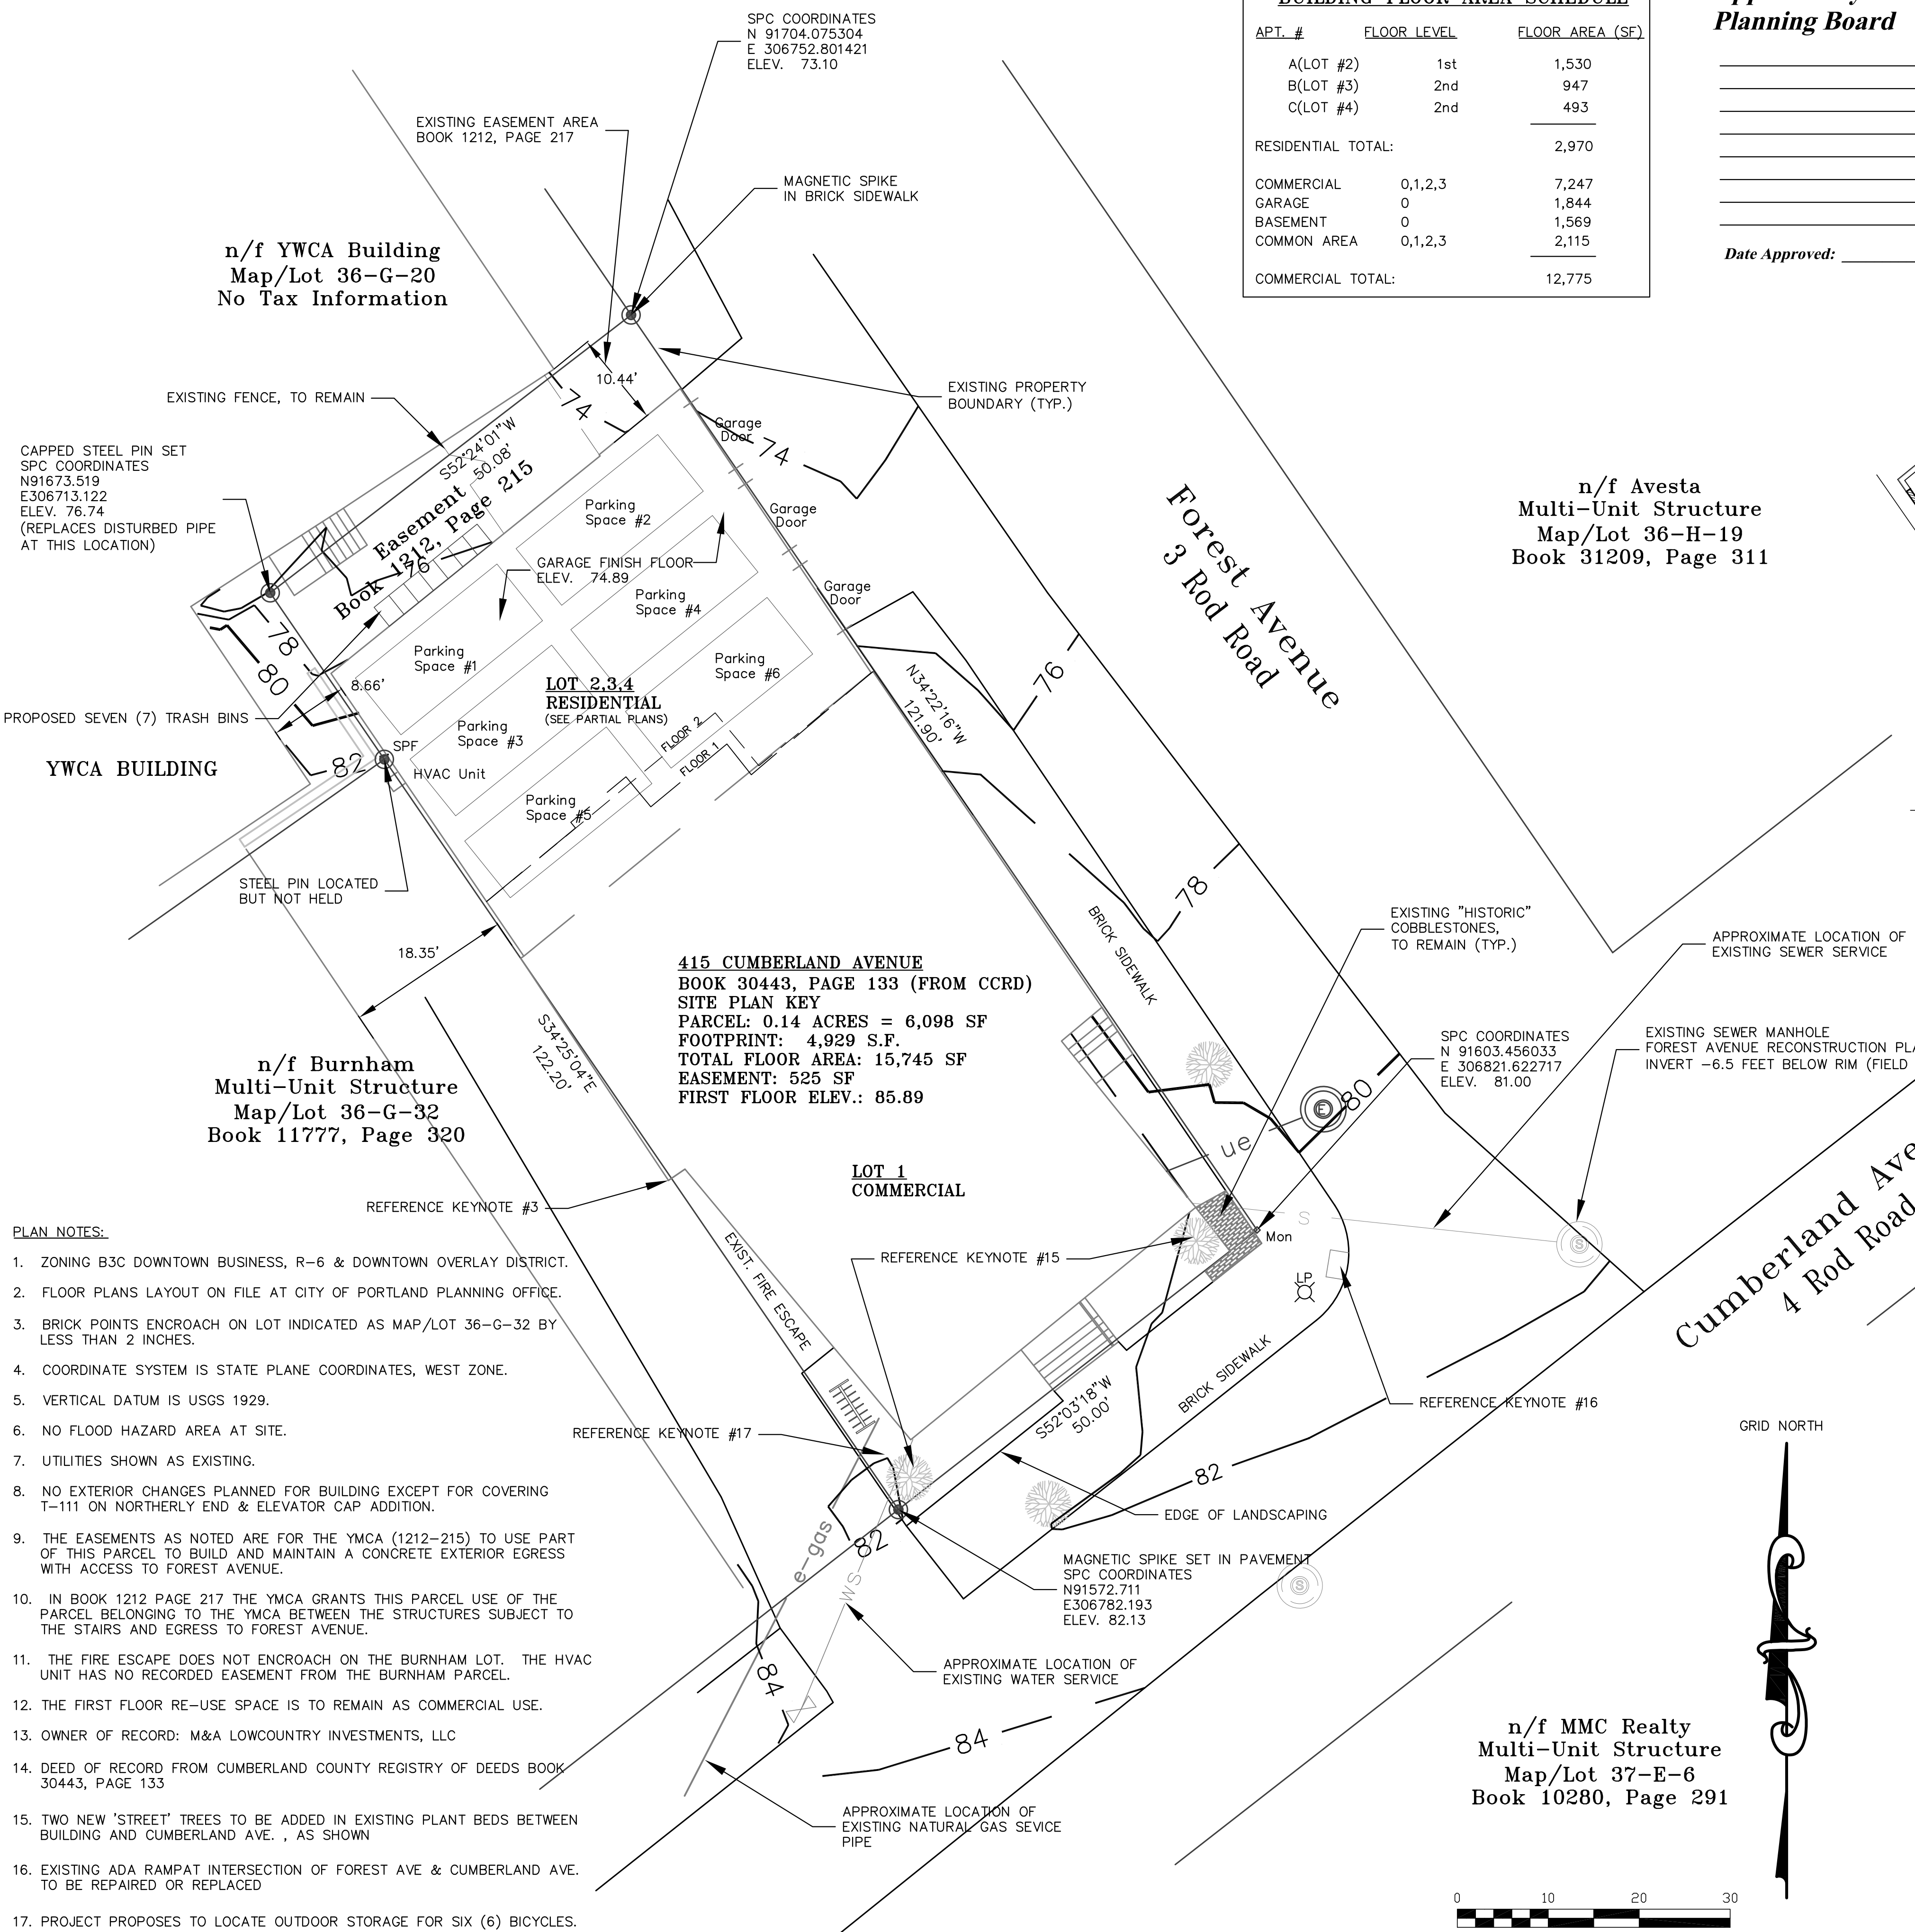 SPC COORDINATES
N 91704.075304
E 306752.801421
ELEV. 73.10
EXISTING EASEMENT AREA
BOOK 1212, PAGE 217
MAGNETIC SPIKE
IN BRICK SIDEWALK
BUILDING FLOOR AREA SCHEDULE
APT. # FLOOR LEVEL FLOOR AREA (SF)
A(LOT #2) 1st 1,530
B(LOT #3) 2nd 947
C(LOT #4) 2nd 493
RESIDENTIAL TOTAL: 2,970
COMMERCIAL 0,1,2,3 7,247
GARAGE 0 1,844
BASEMENT 0 1,569
COMMON AREA 0,1,2,3 2,115
COMMERCIAL TOTAL: 12,775
Planning Board
Date Approved:
n/f YWCA Building
Map/Lot 36-G-20
No Tax Information
EXISTING FENCE, TO REMAIN
10.44'
74
EXISTING PROPERTY
BOUNDARY (TYP.)
CAPPED STEEL PIN SET
SPC COORDINATES
N91673.519
E306713.122
ELEV. 76.74
(REPLACES DISTURBED PIPE
AT THIS LOCATION)
S52°24'01"W
50.08'
Easement
Book 1212, Page 215
76
Garage
Door
74
Garage
Door
Garage
Door
Parking
Space #2
GARAGE FINISH FLOOR
ELEV. 74.89
Parking
Space #4
Parking
Space #1
Parking
Space #6
LOT 2,3,4
RESIDENTIAL
(SEE PARTIAL PLANS)
Parking
Space #3
FLOOR 2
FLOOR 1
Parking
Space #5
78
80
8.66'
PROPOSED SEVEN (7) TRASH BINS
SPF
82
HVAC Unit
YWCA BUILDING
STEEL PIN LOCATED
BUT NOT HELD
18.35'
Forest Avenue
3 Rod Road
n/f Avesta
Multi-Unit Structure
Map/Lot 36-H-19
Book 31209, Page 311
N34°22'16"W
121.90'
76
78
BRICK SIDEWALK
EXISTING "HISTORIC"
COBBLESTONES,
TO REMAIN (TYP.)
APPROXIMATE LOCATION OF
EXISTING SEWER SERVICE
415 CUMBERLAND AVENUE
BOOK 30443, PAGE 133 (FROM CCRD)
SITE PLAN KEY
PARCEL: 0.14 ACRES = 6,098 SF
FOOTPRINT: 4,929 S.F.
TOTAL FLOOR AREA: 15,745 SF
EASEMENT: 525 SF
FIRST FLOOR ELEV.: 85.89
S34°25'04"E
122.20'
n/f Burnham
Multi-Unit Structure
Map/Lot 36-G-32
Book 11777, Page 320
SPC COORDINATES
N 91603.456033
E 306821.622717
ELEV. 81.00
EXISTING SEWER MANHOLE
FOREST AVENUE RECONSTRUCTION PLA
INVERT -6.5 FEET BELOW RIM (FIELD
E
80
ue
LOT 1
COMMERCIAL
REFERENCE KEYNOTE #3
REFERENCE KEYNOTE #15
S
Mon
S
LP
Cumberland Ave
4 Rod Road
EXIST. FIRE ESCAPE
BRICK SIDEWALK
S52°03'18"W
50.00'
REFERENCE KEYNOTE #16
REFERENCE KEYNOTE #17
82
EDGE OF LANDSCAPING
GRID NORTH
e-gas
82
WS
MAGNETIC SPIKE SET IN PAVEMENT
SPC COORDINATES
N91572.711
E306782.193
ELEV. 82.13
S
APPROXIMATE LOCATION OF
EXISTING WATER SERVICE
84
84
APPROXIMATE LOCATION OF
EXISTING NATURAL GAS SEVICE
PIPE
n/f MMC Realty
Multi-Unit Structure
Map/Lot 37-E-6
Book 10280, Page 291
0 10 20 30
PLAN NOTES:
1. ZONING B3C DOWNTOWN BUSINESS, R-6 & DOWNTOWN OVERLAY DISTRICT.
2. FLOOR PLANS LAYOUT ON FILE AT CITY OF PORTLAND PLANNING OFFICE.
3. BRICK POINTS ENCROACH ON LOT INDICATED AS MAP/LOT 36-G-32 BY
LESS THAN 2 INCHES.
4. COORDINATE SYSTEM IS STATE PLANE COORDINATES, WEST ZONE.
5. VERTICAL DATUM IS USGS 1929.
6. NO FLOOD HAZARD AREA AT SITE.
7. UTILITIES SHOWN AS EXISTING.
8. NO EXTERIOR CHANGES PLANNED FOR BUILDING EXCEPT FOR COVERING
T-111 ON NORTHERLY END & ELEVATOR CAP ADDITION.
9. THE EASEMENTS AS NOTED ARE FOR THE YMCA (1212-215) TO USE PART
OF THIS PARCEL TO BUILD AND MAINTAIN A CONCRETE EXTERIOR EGRESS
WITH ACCESS TO FOREST AVENUE.
10. IN BOOK 1212 PAGE 217 THE YMCA GRANTS THIS PARCEL USE OF THE
PARCEL BELONGING TO THE YMCA BETWEEN THE STRUCTURES SUBJECT TO
THE STAIRS AND EGRESS TO FOREST AVENUE.
11. THE FIRE ESCAPE DOES NOT ENCROACH ON THE BURNHAM LOT. THE HVAC
UNIT HAS NO RECORDED EASEMENT FROM THE BURNHAM PARCEL.
12. THE FIRST FLOOR RE-USE SPACE IS TO REMAIN AS COMMERCIAL USE.
13. OWNER OF RECORD: M&A LOWCOUNTRY INVESTMENTS, LLC
14. DEED OF RECORD FROM CUMBERLAND COUNTY REGISTRY OF DEEDS BOOK
30443, PAGE 133
15. TWO NEW 'STREET' TREES TO BE ADDED IN EXISTING PLANT BEDS BETWEEN
BUILDING AND CUMBERLAND AVE. , AS SHOWN
16. EXISTING ADA RAMPAT INTERSECTION OF FOREST AVE & CUMBERLAND AVE.
TO BE REPAIRED OR REPLACED
17. PROJECT PROPOSES TO LOCATE OUTDOOR STORAGE FOR SIX (6) BICYCLES.